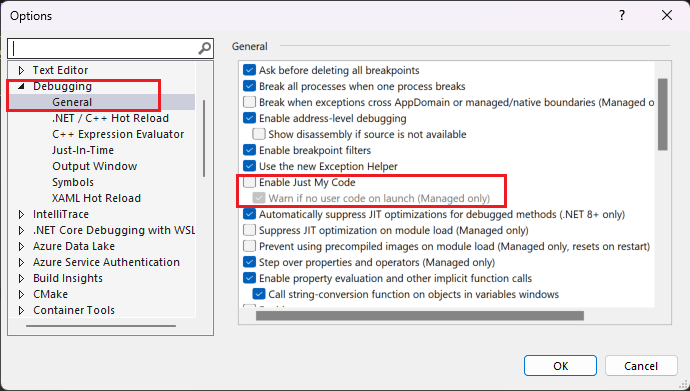 Options
?
Text Editor
Debugging
General
.NET / C++ Hot Reload
C++ Expression Evaluator
Just-In-Time
Output Window
Symbols
XAML Hot Reload
IntelliTrace
.NET Core Debugging with WSL
Azure Data Lake
Azure Service Authentication
Build Insights
CMake
Container Tools
General
Ask before deleting all breakpoints
Break all processes when one process breaks
Break when exceptions cross AppDomain or managed/native boundaries (Managed o
Enable address-level debugging
Show disassembly if source is not available
Enable breakpoint filters
Use the new Exception Helper
Enable Just My Code
Warn if no user code on launch (Managed only)
Automatically suppress JIT optimizations for debugged methods (.NET 8+ only)
Suppress JIT optimization on module load (Managed only)
Prevent using precompiled images on module load (Managed only, resets on restart)
Step over properties and operators (Managed only)
Enable property evaluation and other implicit function calls
Call string-conversion function on objects in variables windows
OK
Cancel